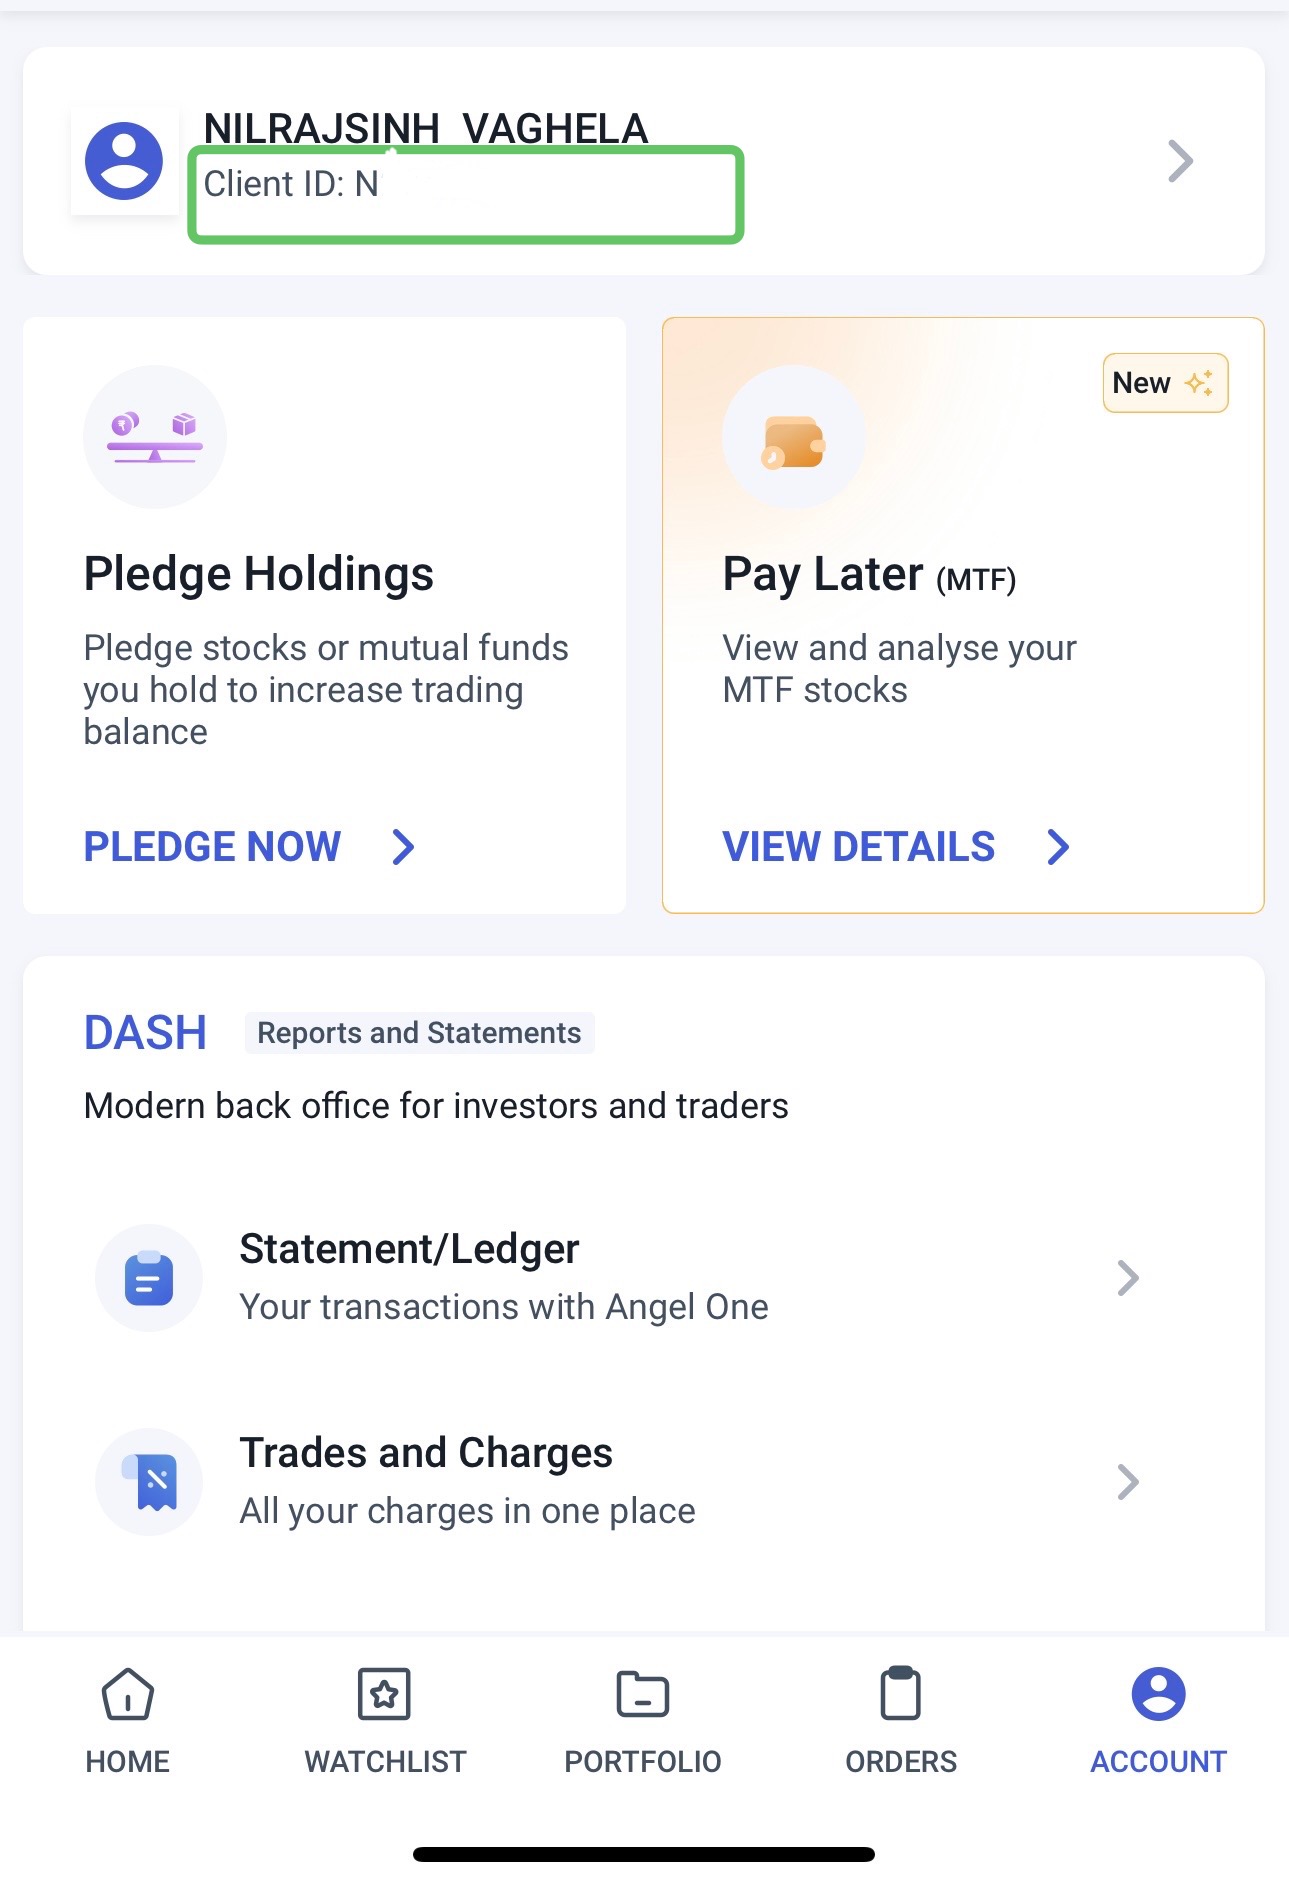 NILRAJSINH VAGHELA
Client ID: N
New
Pledge Holdings
Pledge stocks or mutual funds
you hold to increase trading
balance
PLEDGE NOW
Pay Later (MTF)
View and analyse your
MTF stocks
VIEW DETAILS
DASH
Reports and Statements
Modern back office for investors and traders
Statement/Ledger
Your transactions with Angel One
Trades and Charges
All your charges in one place
HOME
WATCHLIST
PORTFOLIO
ORDERS
ACCOUNT